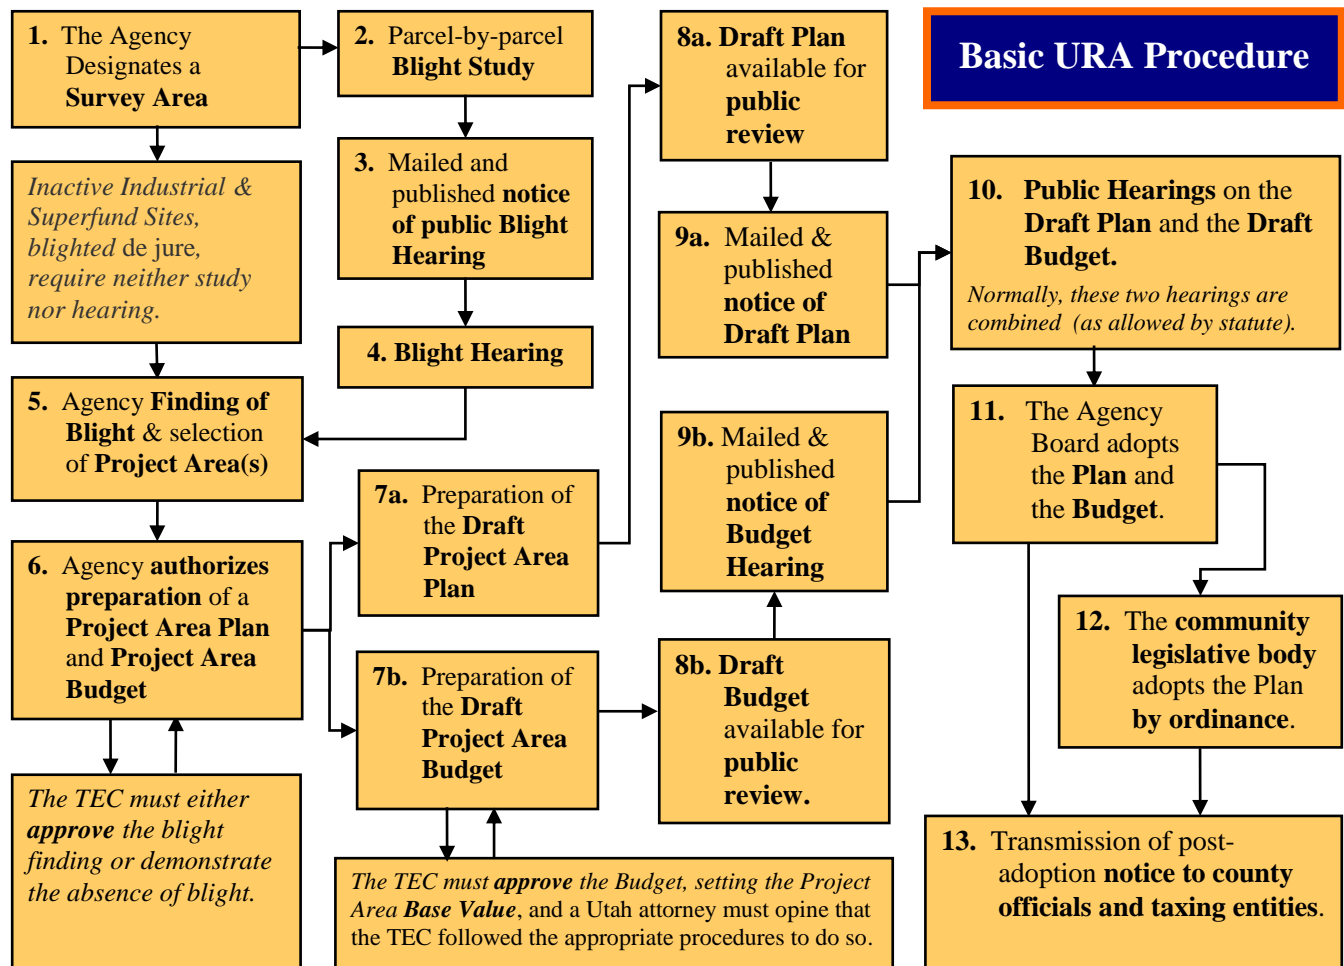 Basic URA Procedure
1. The Agency
Designates a
Survey Area
Inactive Industrial &
Superfund Sites,
blighted de jure,
require neither study
nor hearing.
2. Parcel-by-parcel
Blight Study
3. Mailed and
published notice
of public Blight
Hearing
4. Blight Hearing
5. Agency Finding of
Blight & selection
of Project Area(s)
6. Agency authorizes
preparation of a
Project Area Plan
and Project Area
Budget
The TEC must either
approve the blight
finding or demonstrate
the absence of blight.
7a. Preparation of
the Draft
Project Area
Plan
7b. Preparation of
the Draft
Project Area
Budget
The TEC must approve the Budget, setting the Project
Area Base Value, and a Utah attorney must opine that
the TEC followed the appropriate procedures to do so.
8a. Draft Plan
available for
public
review
9a. Mailed &
published
notice of
Draft Plan
9b. Mailed &
published
notice of
Budget
Hearing
8b. Draft
Budget
available for
public
review.
10. Public Hearings on the
Draft Plan and the Draft
Budget.
Normally, these two hearings are
combined (as allowed by statute).
11. The Agency
Board adopts
the Plan and
the Budget.
12. The community
legislative body
adopts the Plan
by ordinance.
13. Transmission of post-
adoption notice to county
officials and taxing entities.